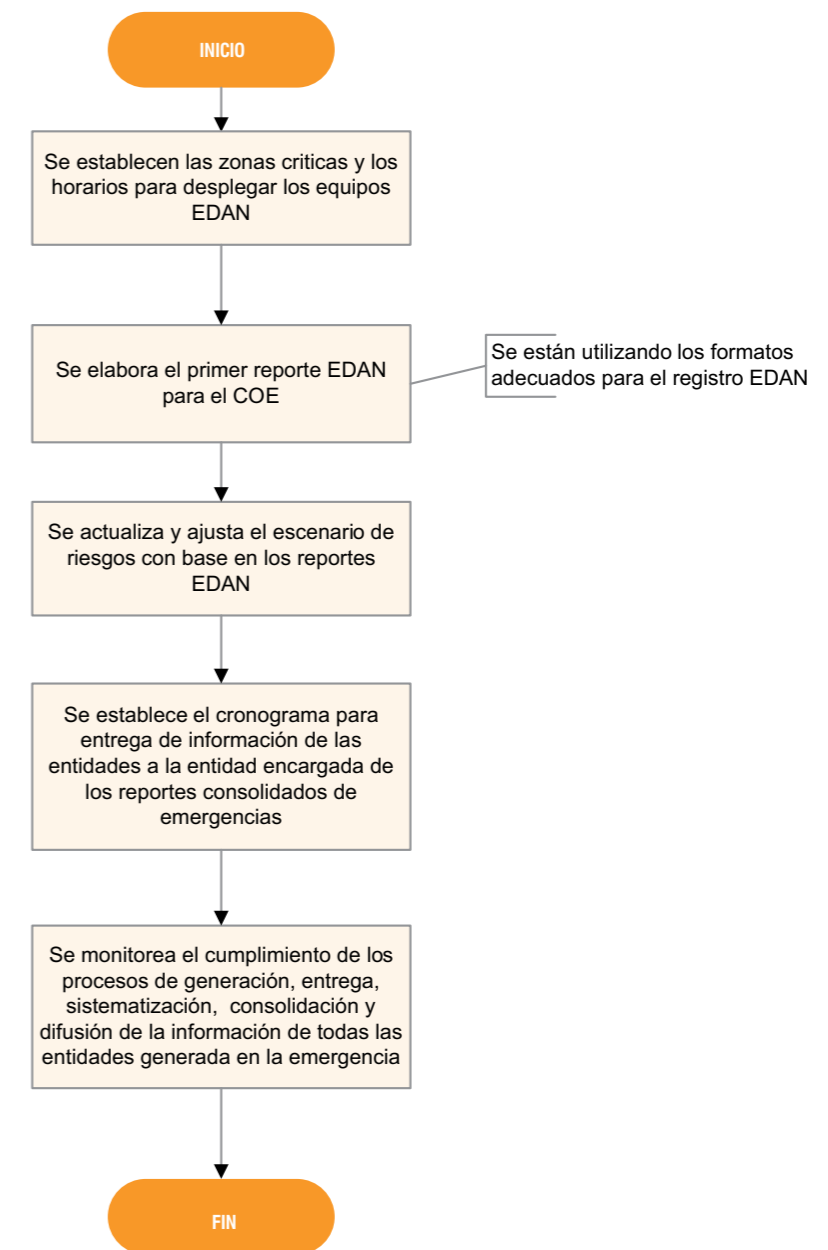 INICIO
Se establecen las zonas criticas y los
horarios para desplegar los equipos
EDAN
Se elabora el primer reporte EDAN
para el COE
Se están utilizando los formatos
adecuados para el registro EDAN
Se actualiza y ajusta el escenario de
riesgos con base en los reportes
EDAN
Se establece el cronograma para
entrega de información de las
entidades a la entidad encargada de
los reportes consolidados de
emergencias
Se monitorea el cumplimiento de los
procesos de generación, entrega,
sistematización, consolidación y
difusión de la información de todas las
entidades generada en la emergencia
FIN